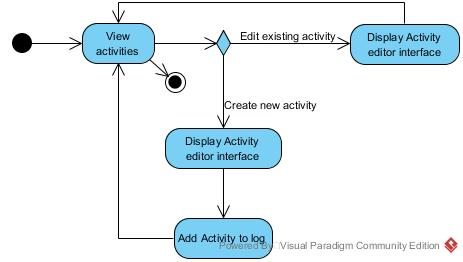 View
activities
Edit existing activity
Display Activity
editor interface
Create new activity
Display Activity
editor interface
Add Activity to log
Powered By Visual Paradigm Community Edition